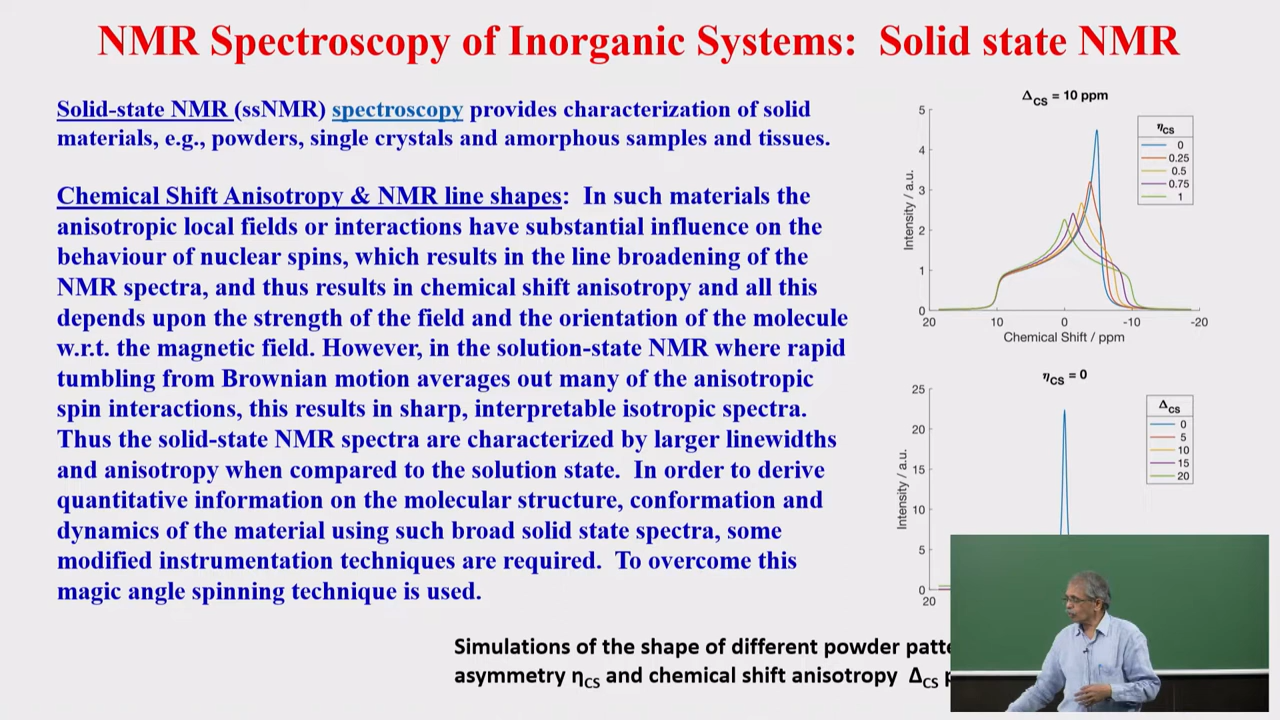 NMR Spectroscopy of Inorganic Systems: Solid state NMR
Solid-state NMR (ssNMR) spectroscopy provides characterization of solid
materials, e.g., powders, single crystals and amorphous samples and tissues.
Chemical Shift Anisotropy & NMR line shapes: In such materials the
anisotropic local fields or interactions have substantial influence on the
behaviour of nuclear spins, which results in the line broadening of the
NMR spectra, and thus results in chemical shift anisotropy and all this
depends upon the strength of the field and the orientation of the molecule
w.r.t. the magnetic field. However, in the solution-state NMR where rapid
tumbling from Brownian motion averages out many of the anisotropic
spin interactions, this results in sharp, interpretable isotropic spectra.
Thus the solid-state NMR spectra are characterized by larger linewidths
and anisotropy when compared to the solution state. In order to derive
quantitative information on the molecular structure, conformation and
dynamics of the material using such broad solid state spectra, some
modified instrumentation techniques are required. To overcome this
magic angle spinning technique is used.
ΔCS = 10 ppm
5
4
3
2
1
0
Intensity / a.u.
ηCS
0
0.25
0.5
0.75
1
20 10 0 -10 -20
Chemical Shift / ppm
ηCS = 0
25
20
15
10
5
0
Intensity / a.u.
ΔCS
0
5
10
15
20
20
Simulations of the shape of different powder
asymmetry ηCS and chemical shift anisotropy ΔCS